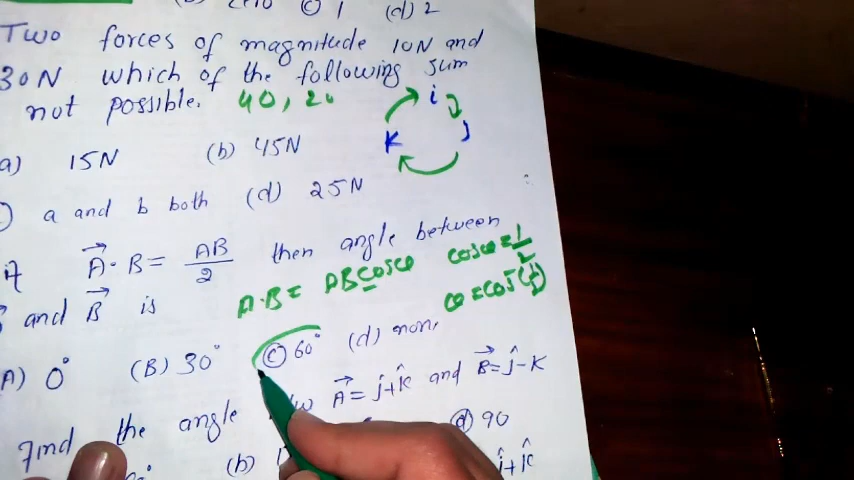 © 1 (d) 2
Two forces of magnitude 10N and
30N which of the following sum
not possible. 40, 20
i
K J
a) 15N (b) 45N
a and b both (d) 25N
If A⃗·B = AB/2 then angle between
A·B = ABCosθ cosθ = 1/2
and B⃗ is θ = cos⁻(1/2)
A) 0° (B) 30° © 60° (d) non,
Find the angle A⃗ = ĵ+k̂ and B⃗ = ĵ-K
(d) 90
(b)
ĵ+k̂